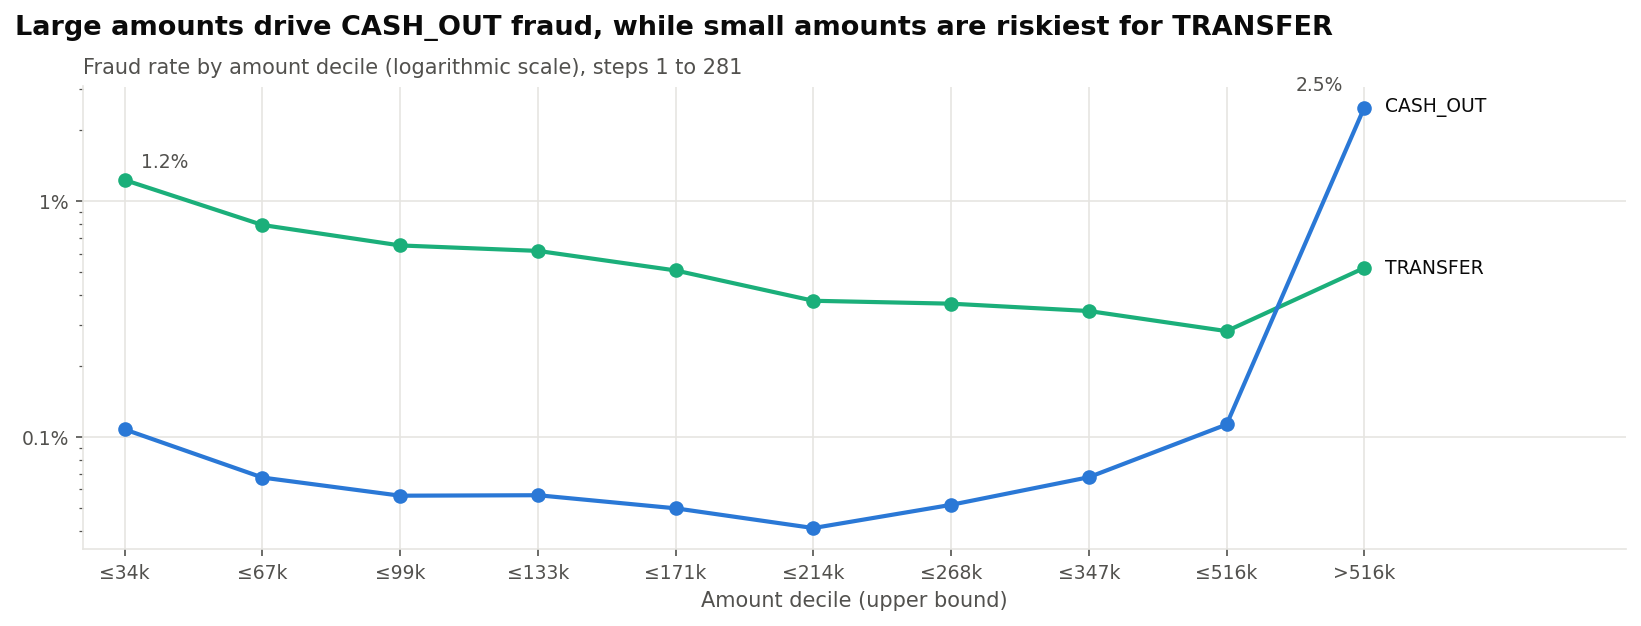 Large amounts drive CASH_OUT fraud, while small amounts are riskiest for TRANSFER
Fraud rate by amount decile (logarithmic scale), steps 1 to 281
2.5%
CASH_OUT
1.2%
1%
TRANSFER
0.1%
≤34k ≤67k ≤99k ≤133k ≤171k ≤214k ≤268k ≤347k ≤516k >516k
Amount decile (upper bound)